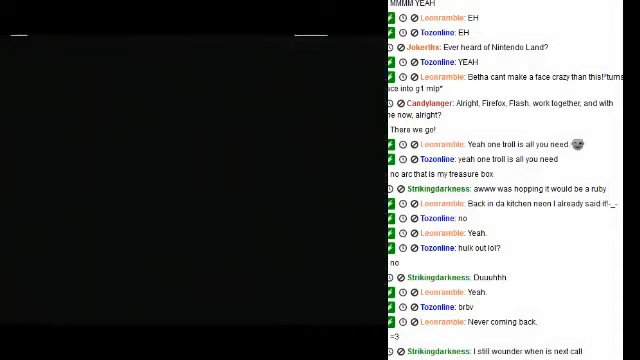 MMMM YEAH
Leonramble: EH
Tozonline: EH
Jokerthx: Ever heard of Nintendo Land?
Tozonline: YEAH
Leonramble: Betha cant make a face crazy than this!*turns
ace into g1 mlp*
Candylanger: Alright, Firefox, Flash, work together, and with
me now, alright?
There we go!
Leonramble: Yeah one troll is all you need.
Tozonline: yeah one troll is all you need
no arc that is my treasure box
Strikingdarkness: awww was hopping it would be a ruby
Leonramble: Back in da kitchen neon I already said it!-_-
Tozonline: no
Leonramble: Yeah.
Tozonline: hulk out lol?
no
Strikingdarkness: Duuuhhh
Leonramble: Yeah.
Tozonline: brbv
Leonramble: Never coming back.
=3
Strikingdarkness: I still wounder when is next call